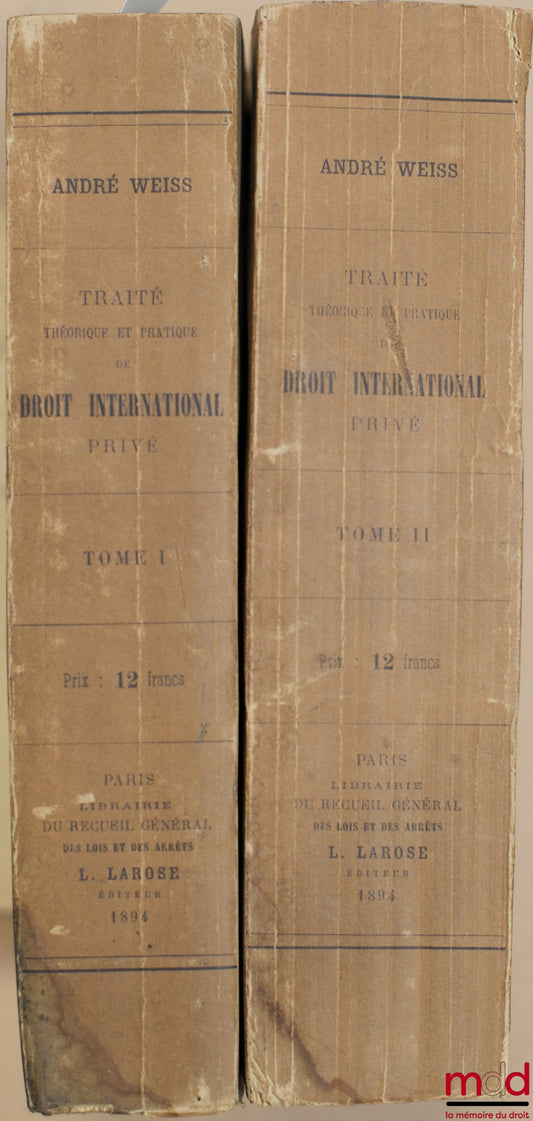 ANDRÉ WEISS
TRAITÉ
THÉORIQUE ET PRATIQUE
DE
DROIT INTERNATIONAL
PRIVÉ
TOME I
Prix : 12 francs
PARIS
LIBRAIRIE
DU RECUEIL GÉNÉRAL
DES LOIS ET DES ARRÊTS
L. LAROSE
ÉDITEUR
1894
ANDRÉ WEISS
TRAITÉ
THÉORIQUE ET PRATIQUE
DE
DROIT INTERNATIONAL
PRIVÉ
TOME II
Prix : 12 francs
PARIS
LIBRAIRIE
DU RECUEIL GÉNÉRAL
DES LOIS ET DES ARRÊTS
L. LAROSE
ÉDITEUR
1894
mdd
la mémoire du droit